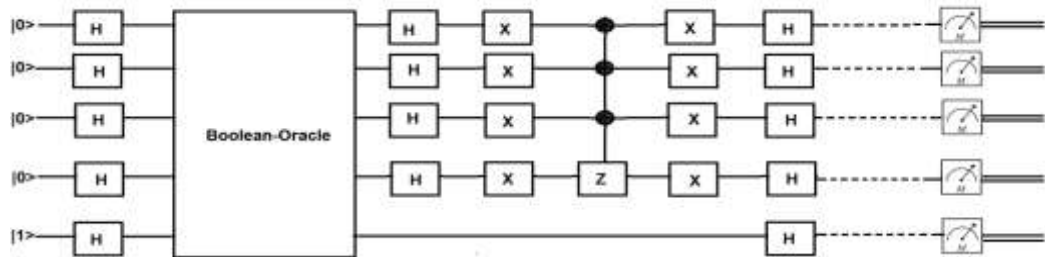 |0> H H X X H M
|0> H H X X H M
|0> H H X X H M
Boolean-Oracle
|0> H H X Z X H M
|1> H H M